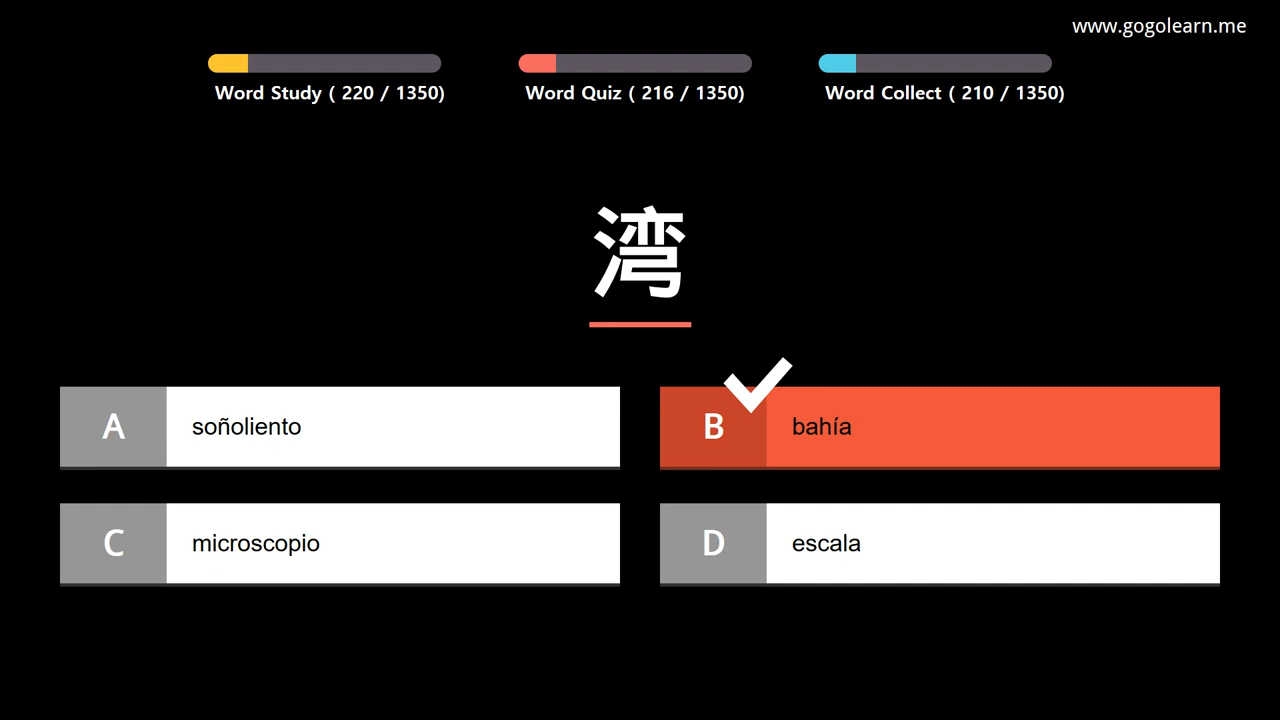 www.gogolearn.me
Word Study ( 220 / 1350)
Word Quiz ( 216 / 1350)
Word Collect ( 210 / 1350)
湾
A soñoliento
B bahía
C microscopio
D escala